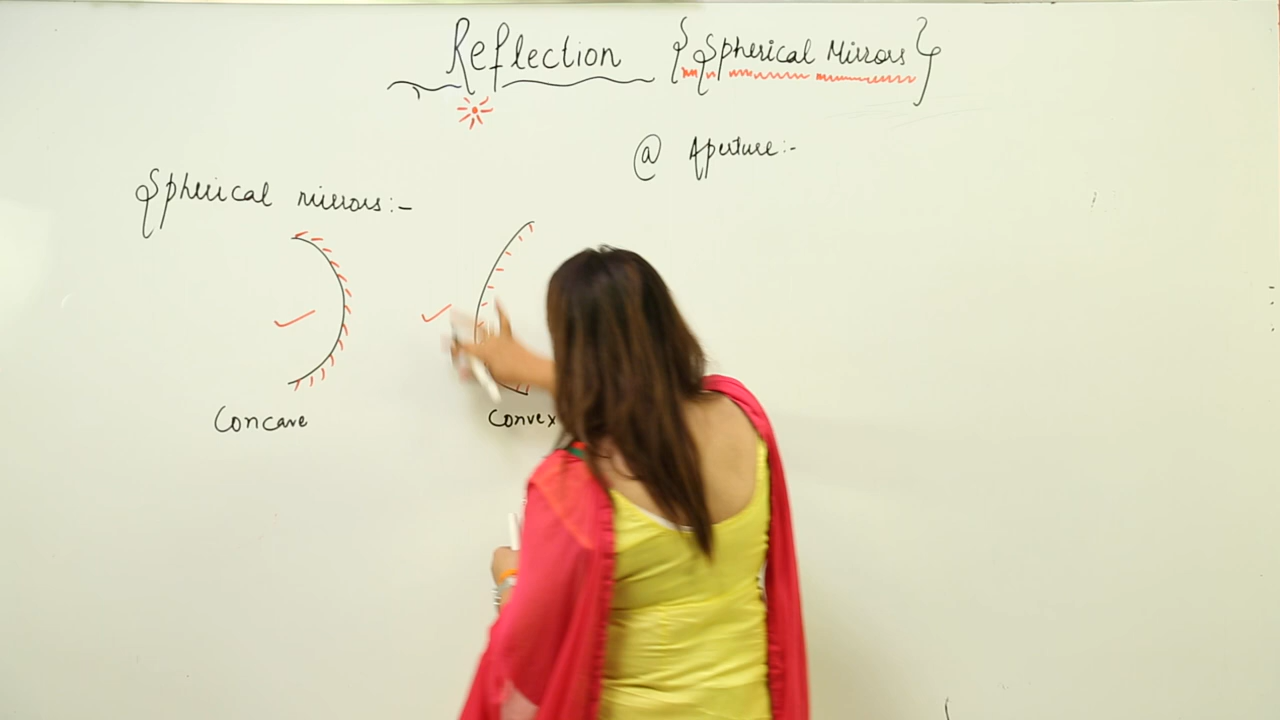 Reflection {Spherical Mirrors}
@ Aperture:-
Spherical mirrors:-
Concave
Convex